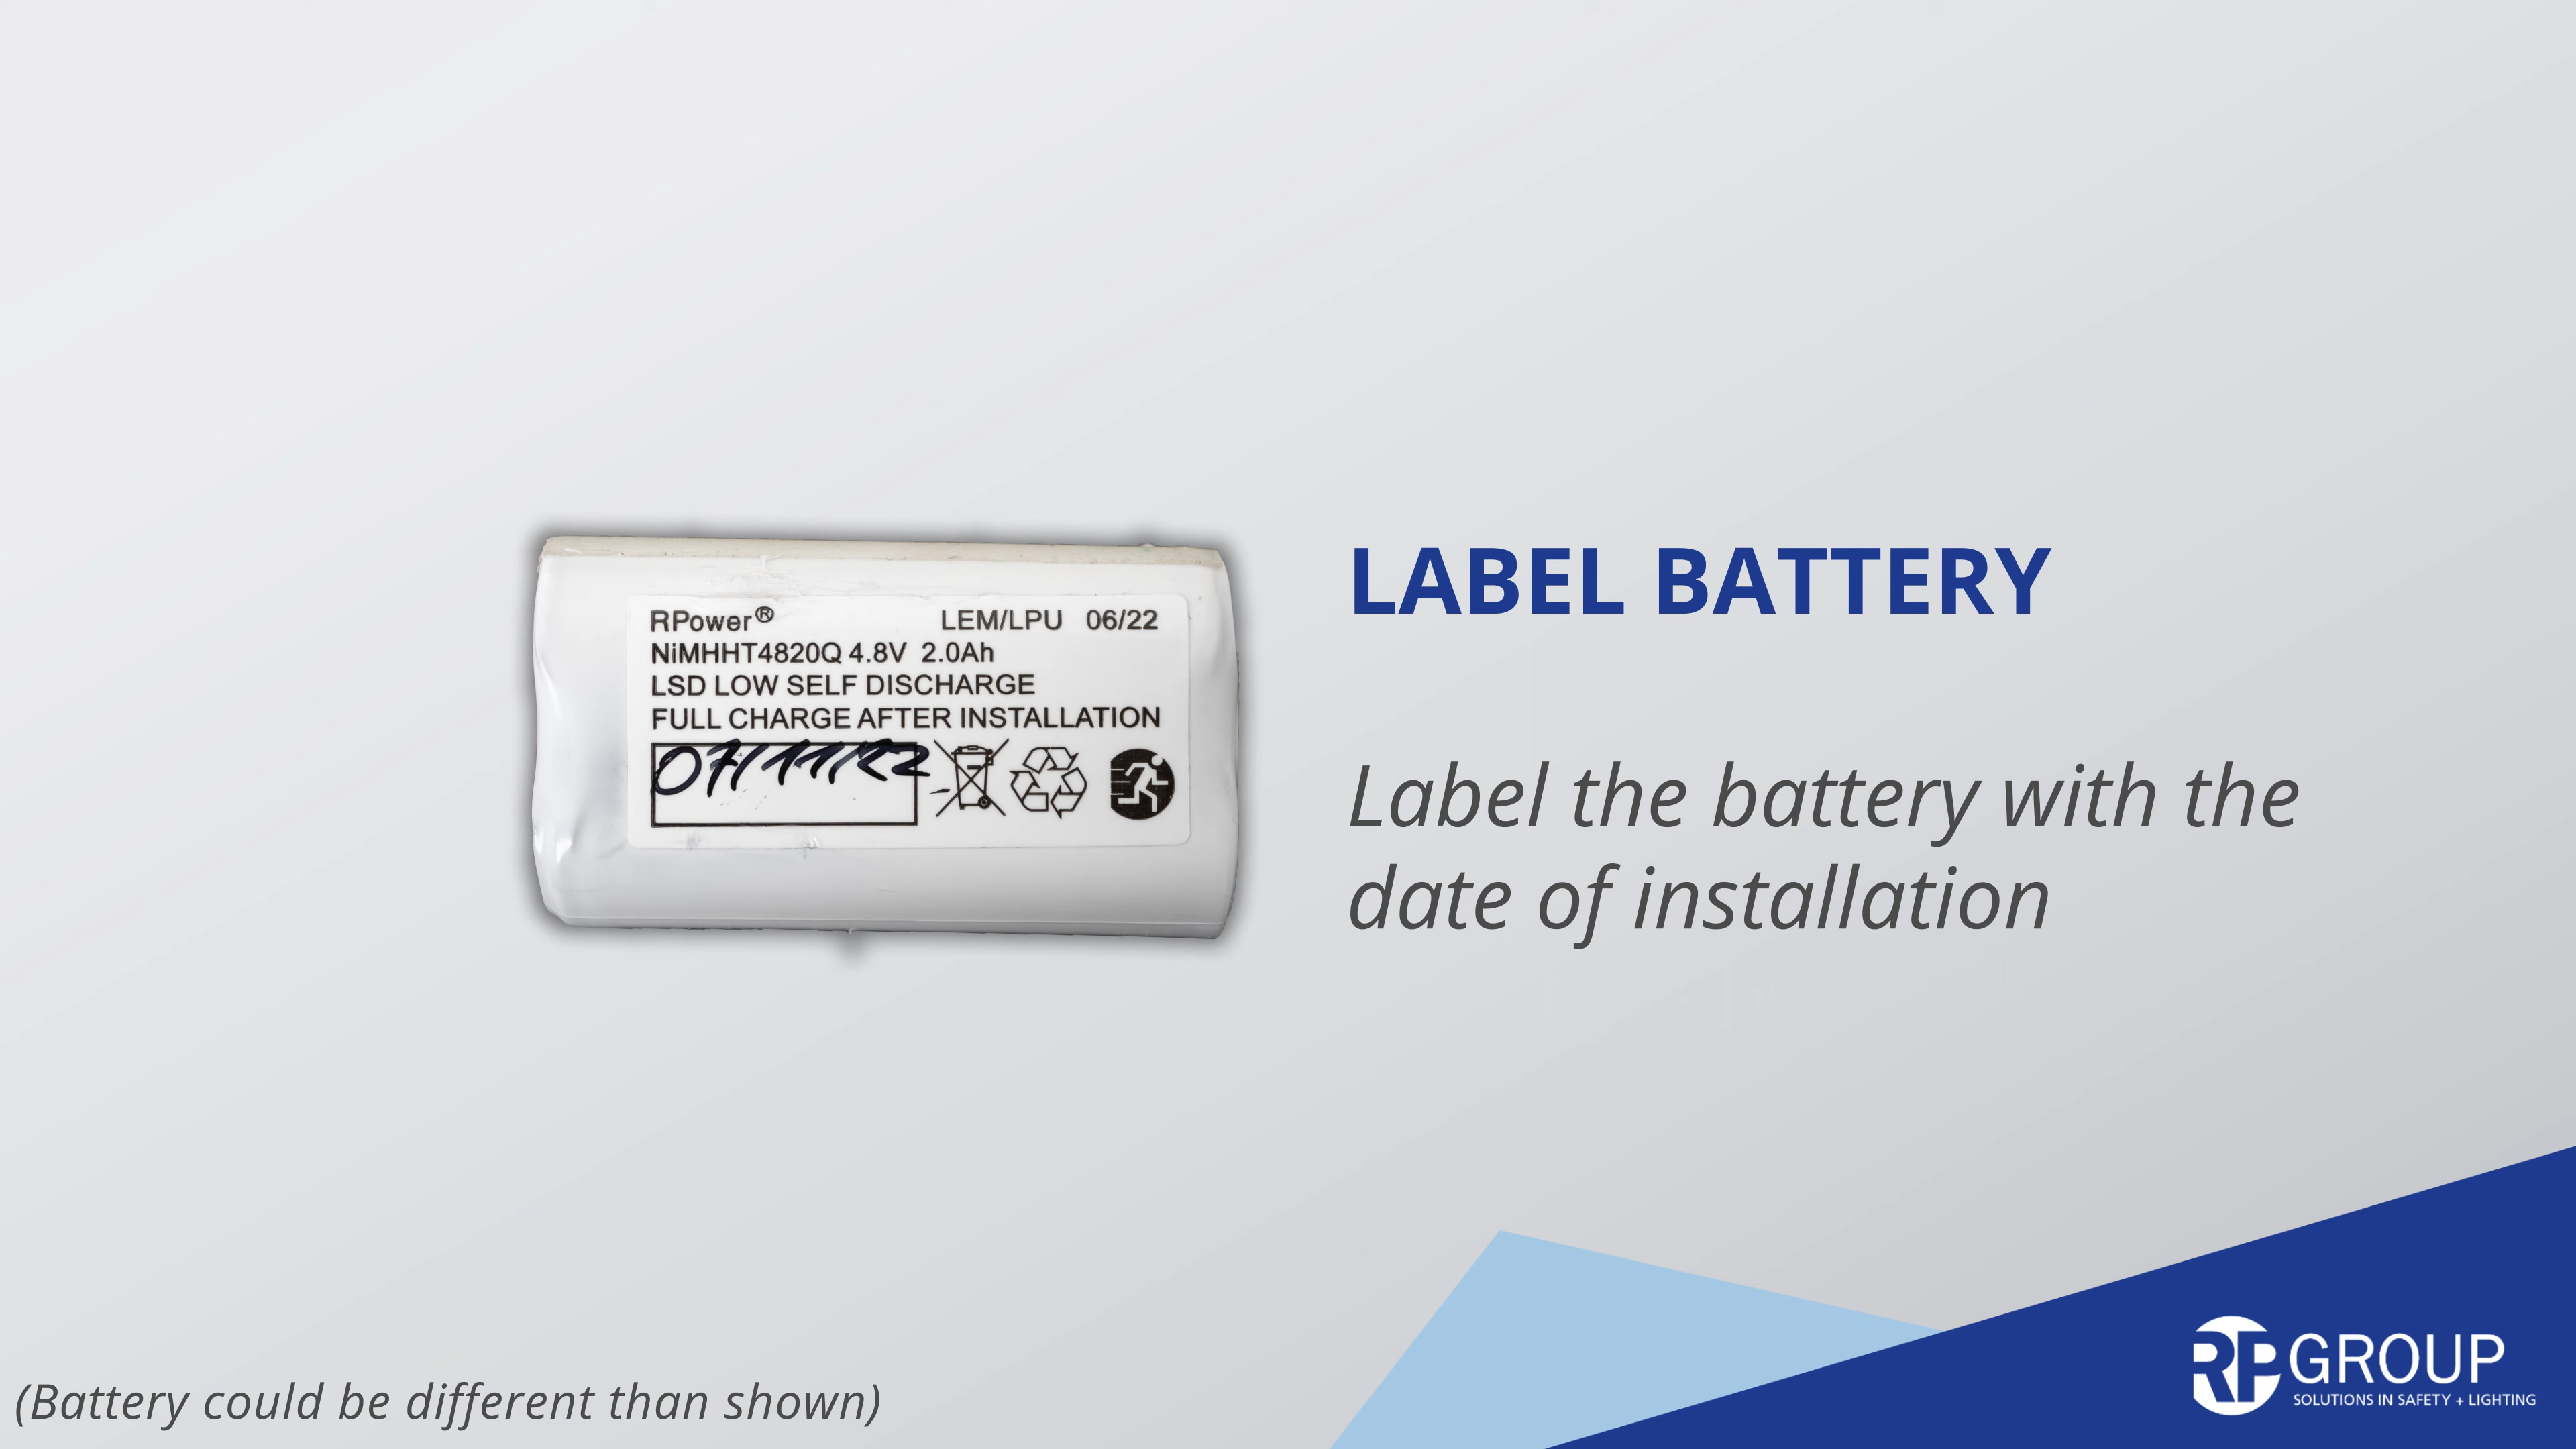 RPower® LEM/LPU 06/22
NiMHHT4820Q 4.8V 2.0Ah
LSD LOW SELF DISCHARGE
FULL CHARGE AFTER INSTALLATION
07/11/22
LABEL BATTERY
Label the battery with the
date of installation
(Battery could be different than shown)
RP GROUP
SOLUTIONS IN SAFETY + LIGHTING